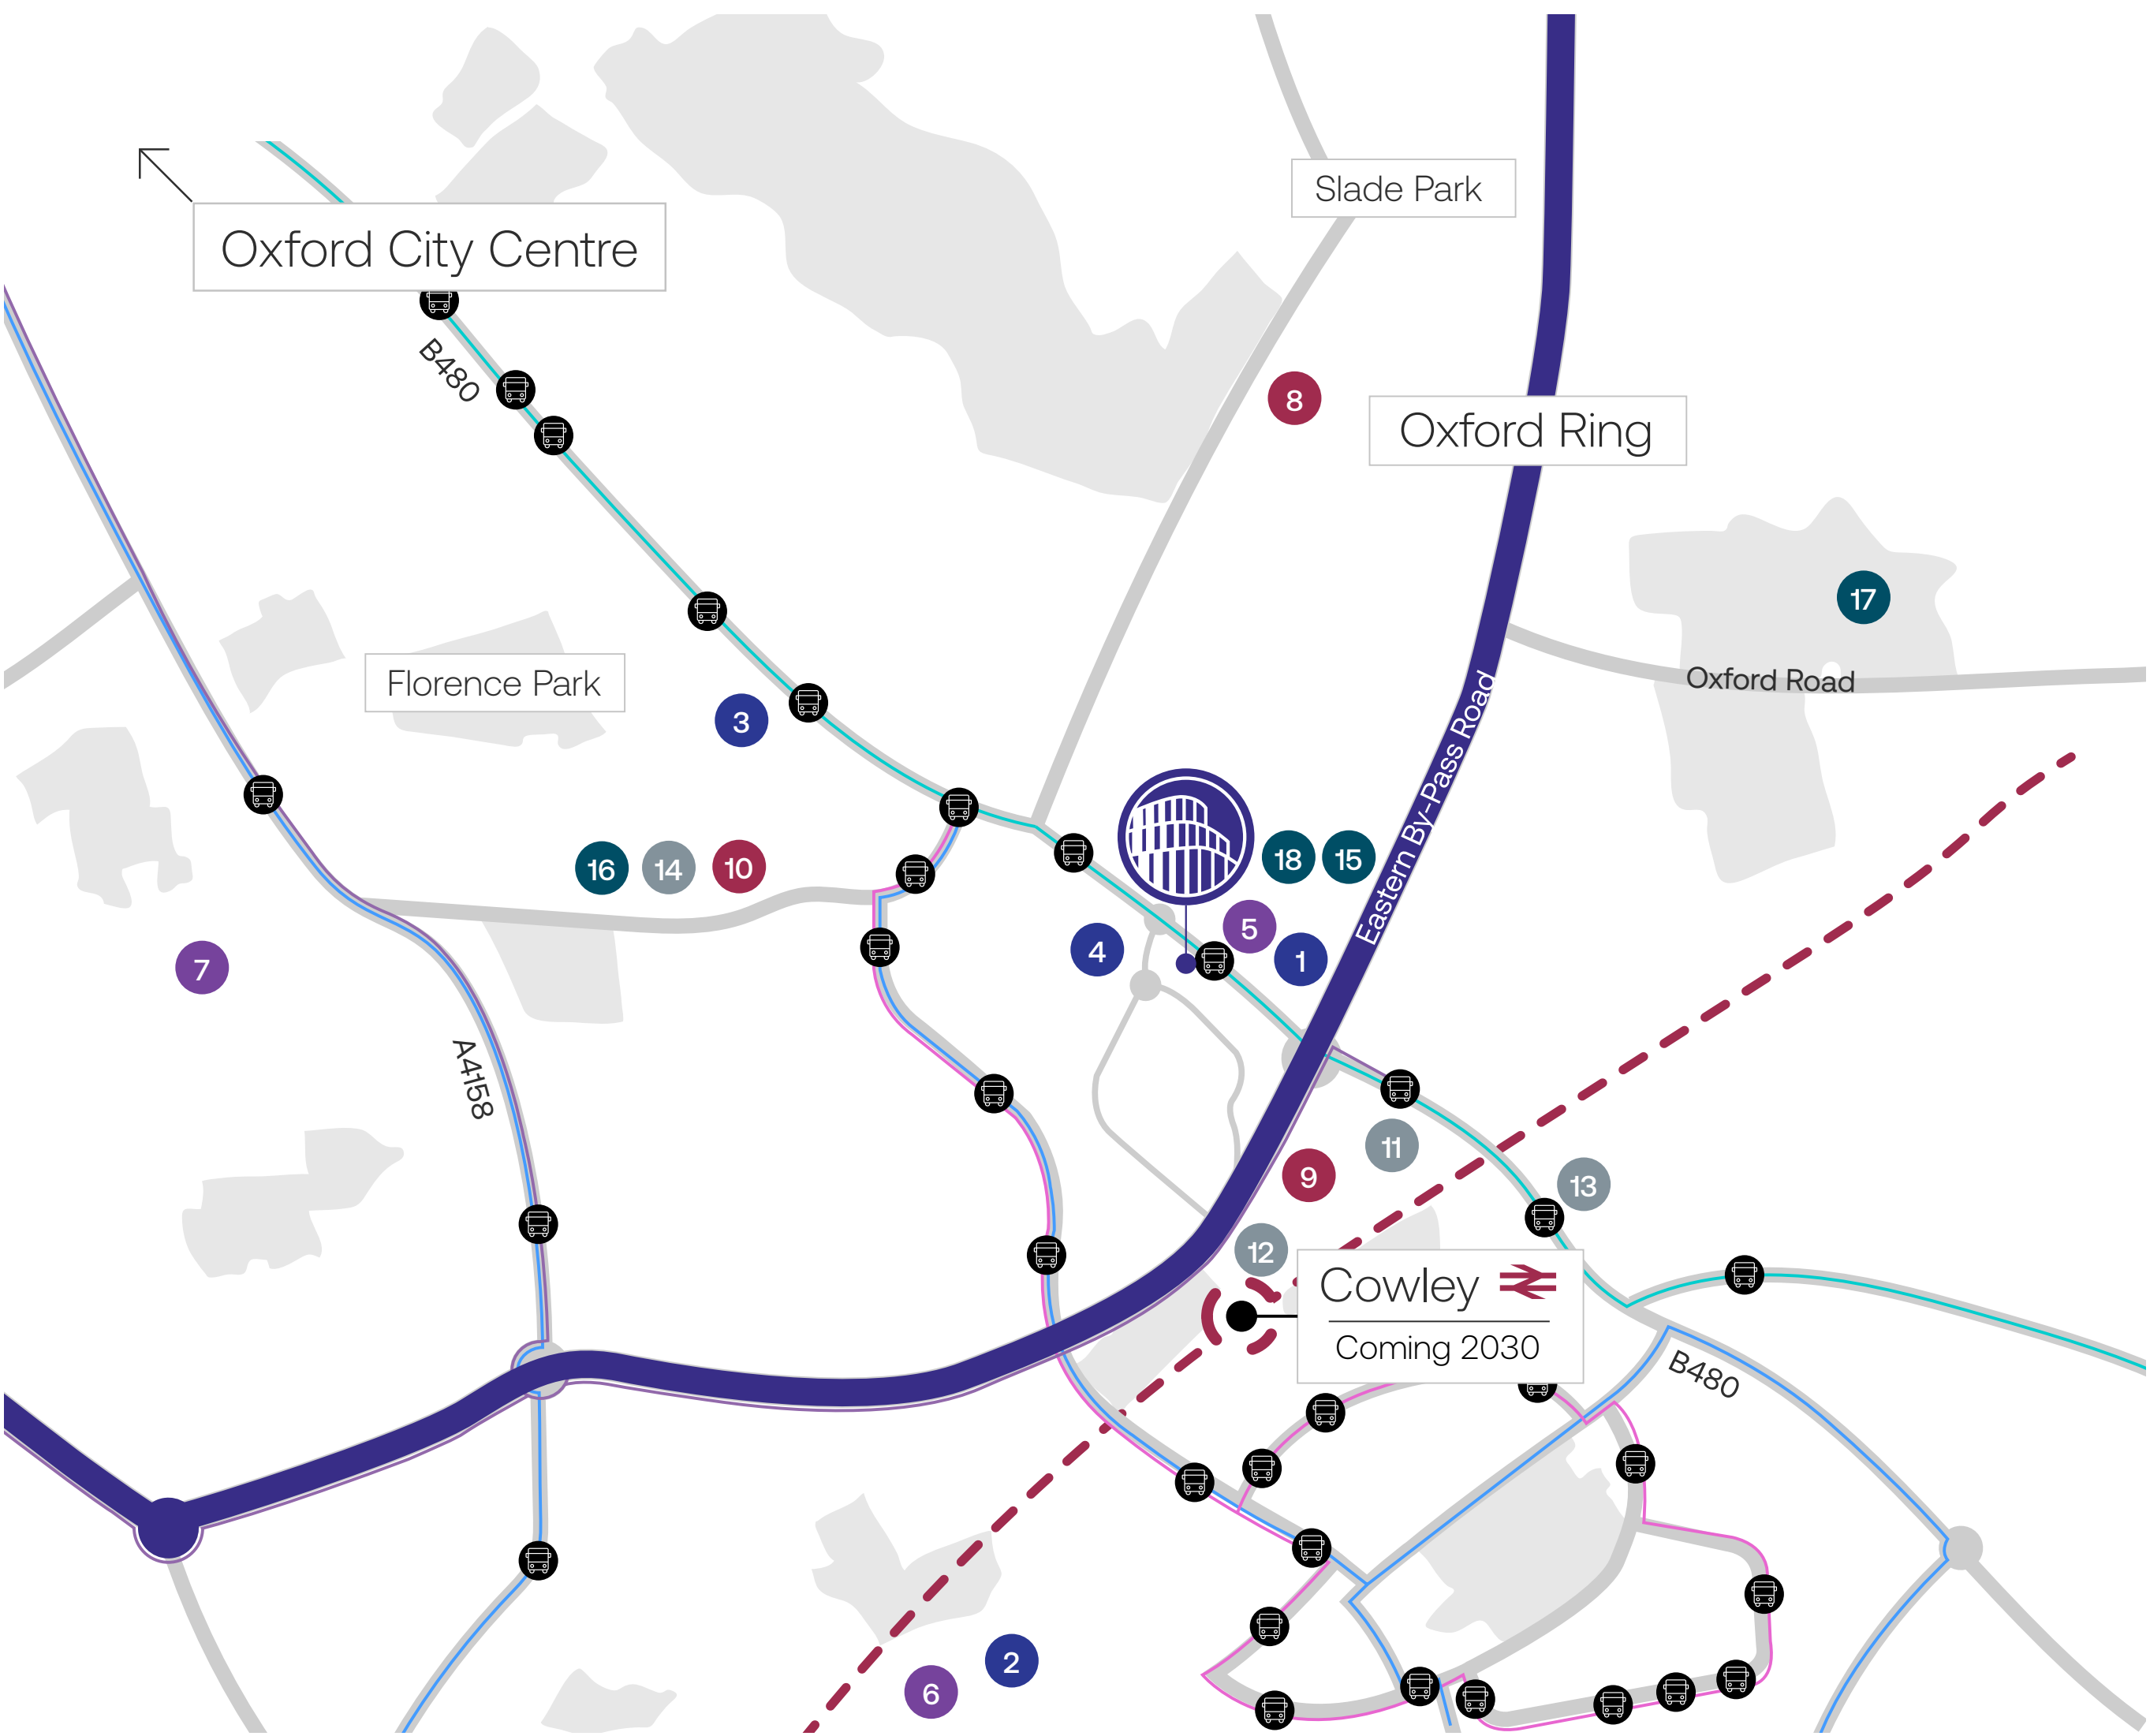 Slade Park
Oxford City Centre
B480
8
Oxford Ring
17
Florence Park
Oxford Road
3
Eastern By-Pass Road
16 14 10
18 15
5
4
1
7
A4158
11
9
13
12
Cowley
Coming 2030
B480
2
6